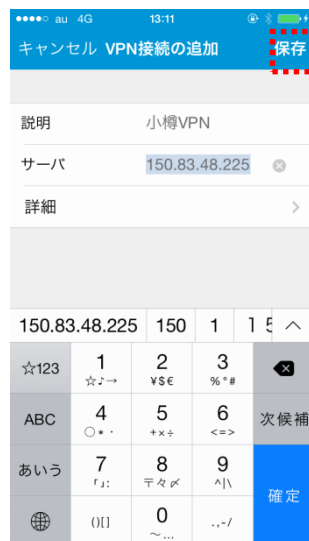 au 4G 13:11
キャンセル VPN接続の追加 保存
説明 小樽VPN
サーバ 150.83.48.225
詳細
150.83.48.225 150 1
☆123 1 2 3
☆♪→ ¥$€ %°#
ABC 4 5 6 次候補
○*・ +×÷ <=>
あいう 7 8 9
「」: 〒々〆 ^|\
()[] 0 .,-/ 確定
～…